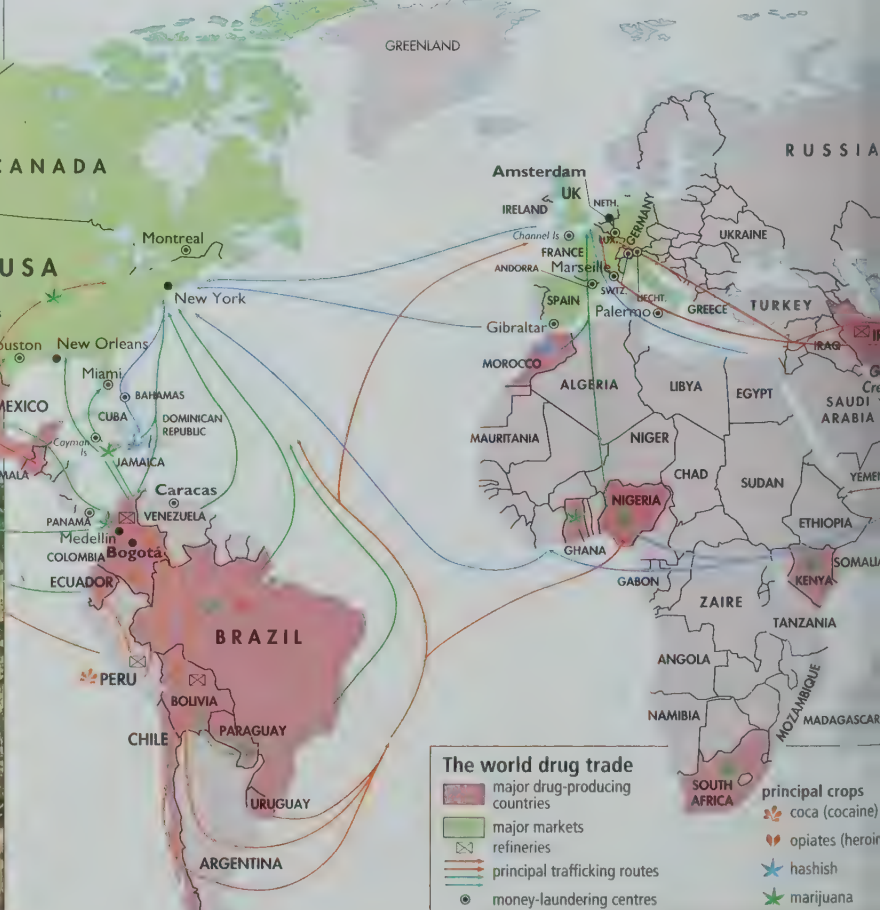 GREENLAND
RUSSIA
CANADA
Amsterdam
UK
NETH.
IRELAND
GERMANY
UKRAINE
Channel Is
LUX.
Montreal
FRANCE
USA
ANDORRA
Marseille
SWTZ.
LIECHT.
New York
SPAIN
GREECE
TURKEY
Palermo
Gibraltar
New Orleans
IRAQ
MOROCCO
Miami
ALGERIA
LIBYA
EGYPT
BAHAMAS
SAUDI
ARABIA
MEXICO
CUBA
DOMINICAN
REPUBLIC
Cayman
Is
MAURITANIA
NIGER
JAMAICA
CHAD
SUDAN
Caracas
NIGERIA
PANAMA
VENEZUELA
ETHIOPIA
Medellin
COLOMBIA
Bogotá
GHANA
ECUADOR
GABON
KENYA
ZAIRE
BRAZIL
TANZANIA
ANGOLA
PERU
BOLIVIA
MOZAMBIQUE
NAMIBIA
CHILE
PARAGUAY
MADAGASCAR
The world drug trade
major drug-producing
countries
major markets
refineries
principal trafficking routes
money-laundering centres
SOUTH
AFRICA
principal crops
coca (cocaine)
opiates (heroin
hashish
marijuana
URUGUAY
ARGENTINA